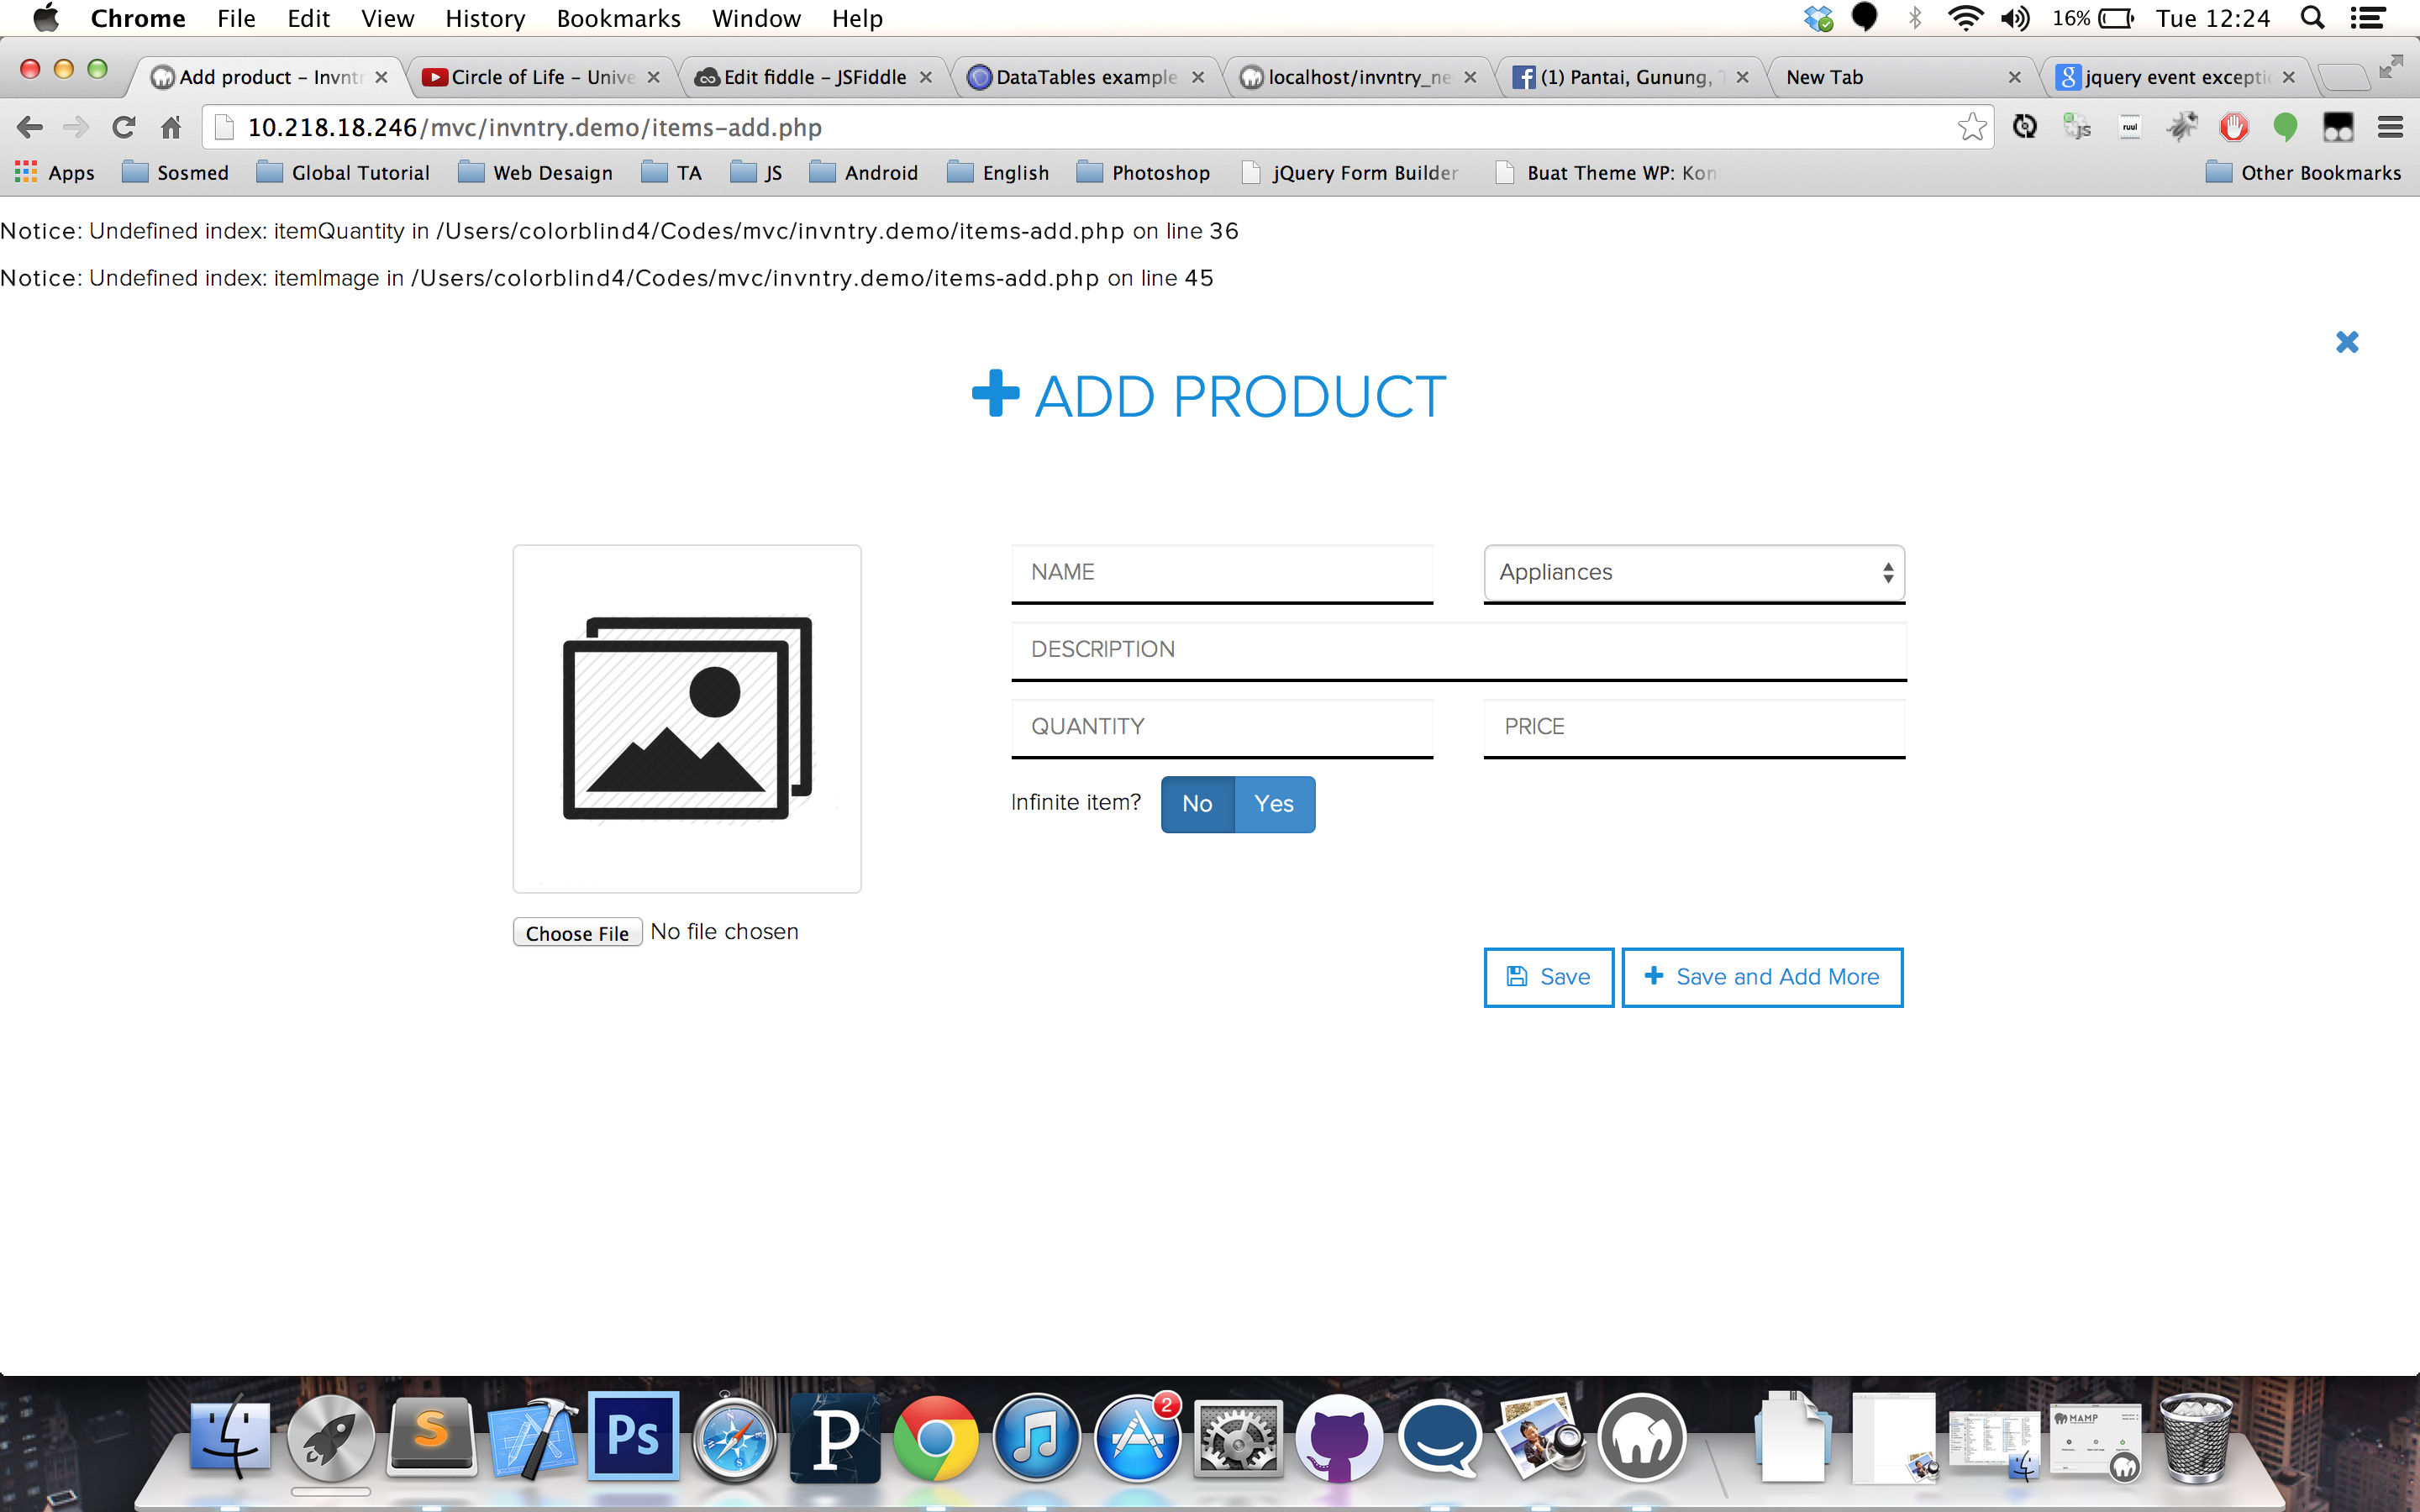 Chrome File Edit View History Bookmarks Window Help 16% Tue 12:24
Add product – Invntr Circle of Life – Unive Edit fiddle – JSFiddle DataTables example localhost/invntry_ne (1) Pantai, Gunung, T New Tab jquery event excepti
10.218.18.246/mvc/invntry.demo/items-add.php js ruul
Apps Sosmed Global Tutorial Web Desaign TA JS Android English Photoshop jQuery Form Builder Buat Theme WP: Kon Other Bookmarks
Notice: Undefined index: itemQuantity in /Users/colorblind4/Codes/mvc/invntry.demo/items-add.php on line 36
Notice: Undefined index: itemImage in /Users/colorblind4/Codes/mvc/invntry.demo/items-add.php on line 45
ADD PRODUCT
NAME Appliances
DESCRIPTION
QUANTITY PRICE
Infinite item? No Yes
Choose File No file chosen
Save Save and Add More
S Ps P 2 MAMP